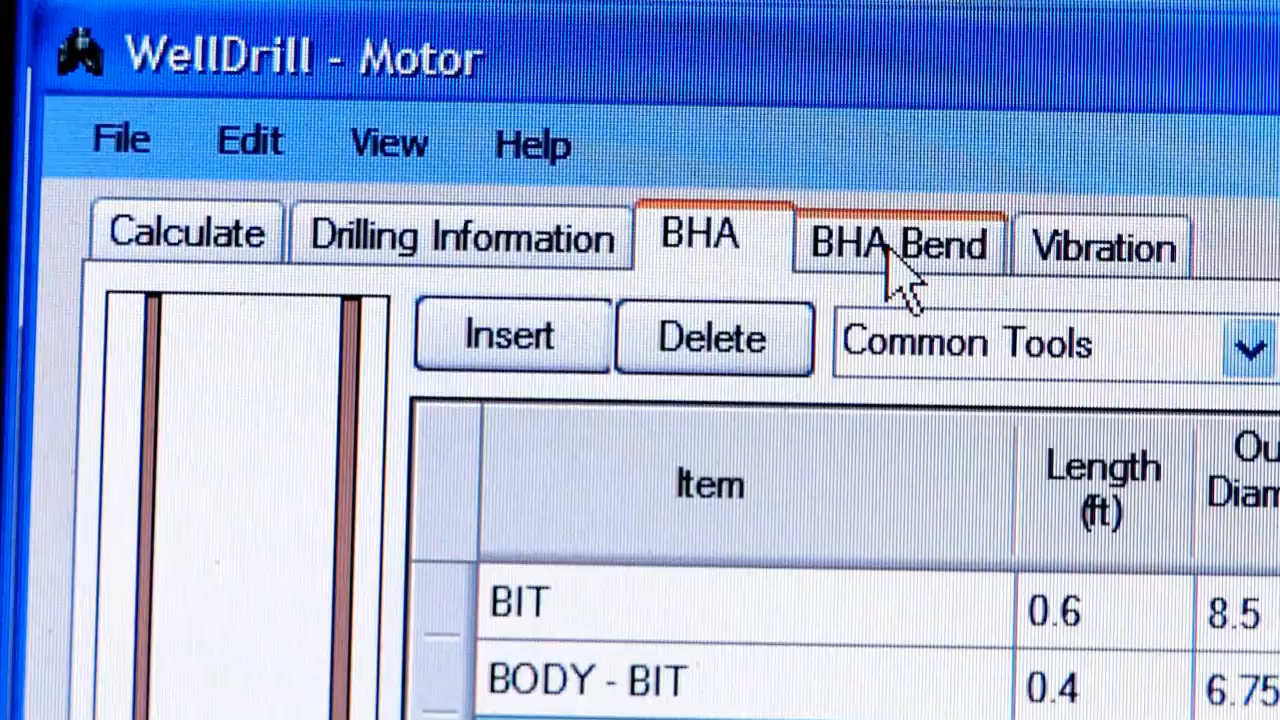 WellDrill - Motor
File Edit View Help
Calculate Drilling Information BHA BHA Bend Vibration
Insert Delete Common Tools
Item Length (ft)
BIT 0.6 8.5
BODY - BIT 0.4 6.75